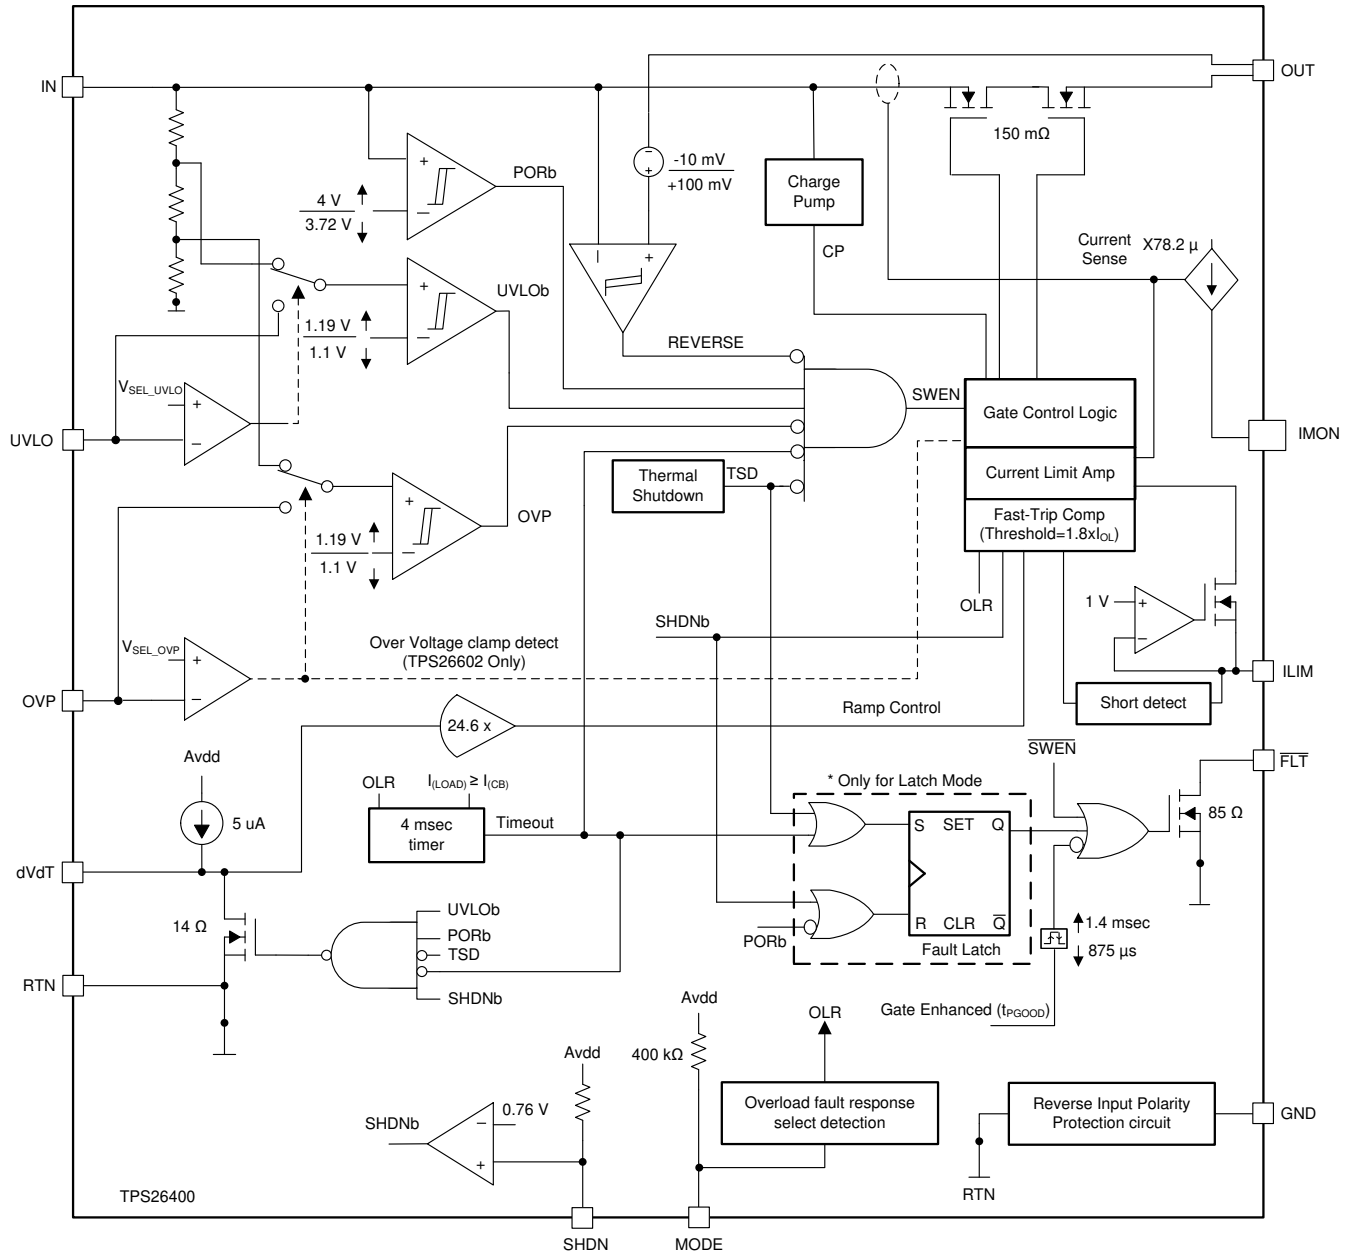 OUT
IN
150 mΩ
+
PORb
−
+
-10 mV
+100 mV
Charge
Pump
4 V
3.72 V
−
CP
Current
Sense
X78.2 µ
−
+
+
UVLOb
1.19 V
1.1 V
−
REVERSE
VSEL_UVLO
+
−
UVLO
SWEN
Gate Control Logic
IMON
Current Limit Amp
Thermal
Shutdown
TSD
Fast-Trip Comp
(Threshold=1.8xIOL)
+
OVP
1.19 V
1.1 V
−
OLR
1 V
+
−
SHDNb
VSEL_OVP
+
−
OVP
Over Voltage clamp detect
(TPS26602 Only)
ILIM
Short detect
24.6 x
Ramp Control
SWEN
FLT
Avdd
OLR
I(LOAD) ≥ I(CB)
* Only for Latch Mode
5 uA
4 msec
timer
Timeout
S SET Q
85 Ω
dVdT
14 Ω
UVLOb
PORb
TSD
SHDNb
PORb
R CLR Q
Fault Latch
1.4 msec
875 µs
RTN
Avdd
OLR
Gate Enhanced (tPGOOD)
400 kΩ
Avdd
0.76 V
−
SHDNb
+
Overload fault response
select detection
Reverse Input Polarity
Protection circuit
GND
RTN
TPS26400
SHDN
MODE